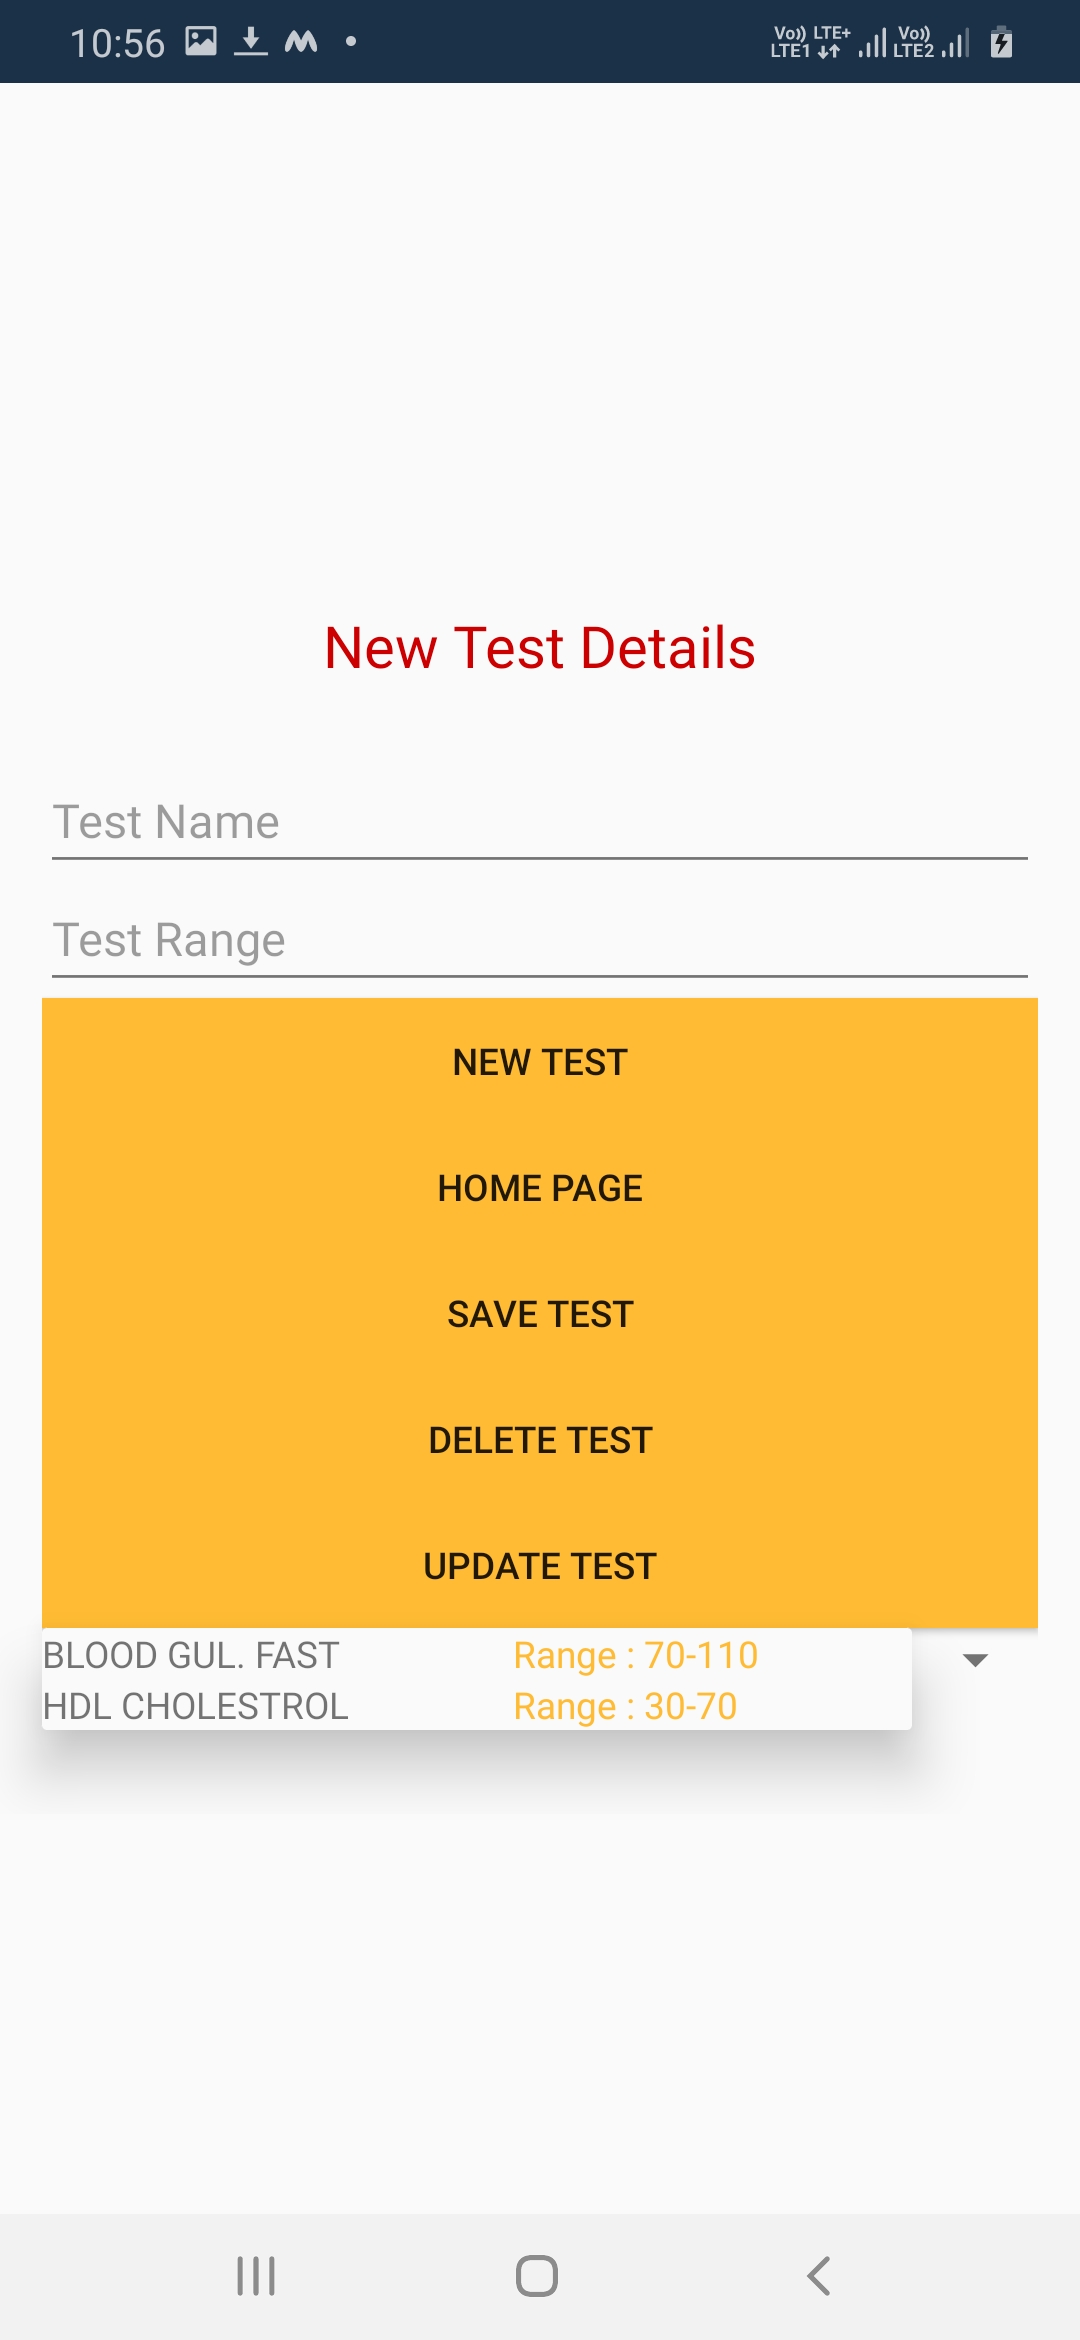 10:56
Vo)) LTE+ Vo))
LTE1 LTE2
New Test Details
Test Name
Test Range
NEW TEST
HOME PAGE
SAVE TEST
DELETE TEST
UPDATE TEST
BLOOD GUL. FAST Range : 70-110
HDL CHOLESTROL Range : 30-70